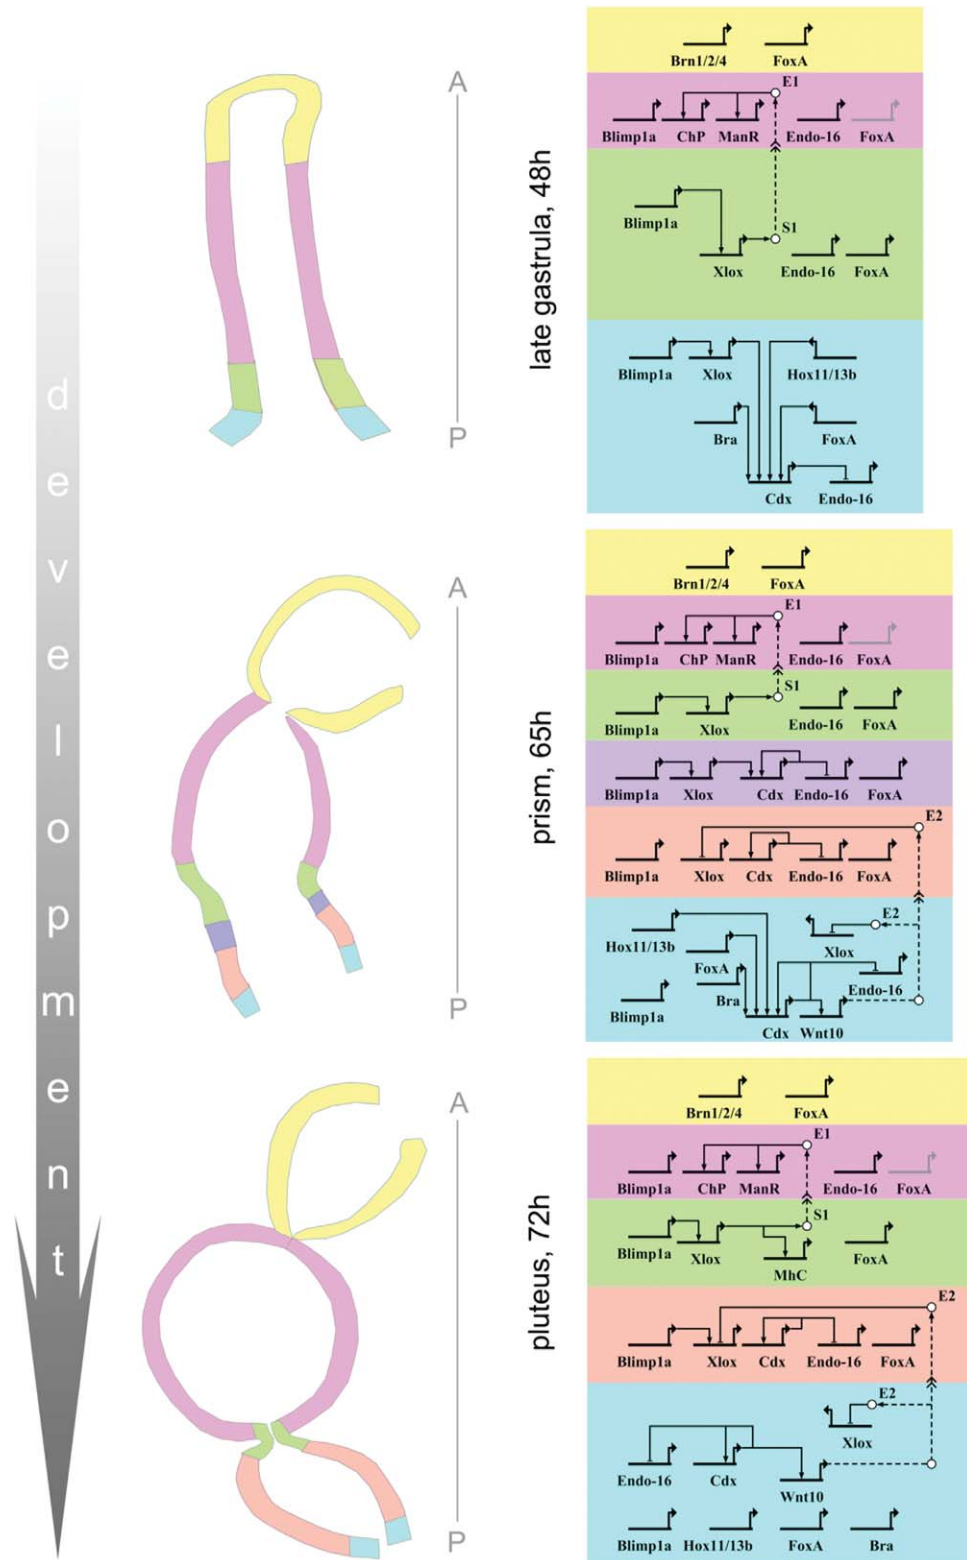 development
A
P
late gastrula, 48h
Brn1/2/4 FoxA
E1
Blimp1a ChP ManR Endo-16 FoxA
Blimp1a
S1
Xlox Endo-16 FoxA
Blimp1a Xlox Hox11/13b
Bra FoxA
Cdx Endo-16
A
P
prism, 65h
Brn1/2/4 FoxA
E1
Blimp1a ChP ManR Endo-16 FoxA
S1
Blimp1a Xlox Endo-16 FoxA
Blimp1a Xlox Cdx Endo-16 FoxA
E2
Blimp1a Xlox Cdx Endo-16 FoxA
E2
Hox11/13b Xlox
FoxA
Endo-16
Bra
Blimp1a
Cdx Wnt10
A
P
pluteus, 72h
Brn1/2/4 FoxA
E1
Blimp1a ChP ManR Endo-16 FoxA
S1
Blimp1a Xlox FoxA
MhC
E2
Blimp1a Xlox Cdx Endo-16 FoxA
E2
Xlox
Endo-16 Cdx
Wnt10
Blimp1a Hox11/13b FoxA Bra